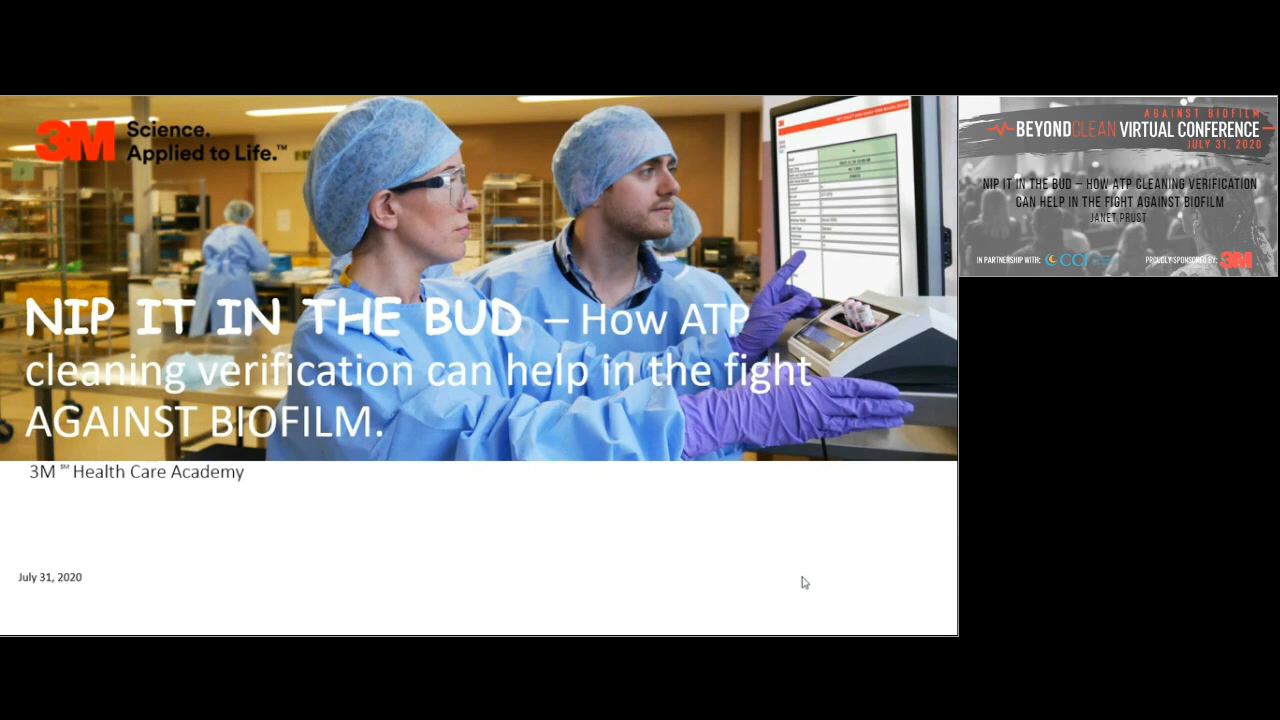 3M Science.
Applied to Life.™
NIP IT IN THE BUD – How ATP
cleaning verification can help in the fight
AGAINST BIOFILM.
3M ℠ Health Care Academy
July 31, 2020
AGAINST BIOFILM
BEYONDCLEAN VIRTUAL CONFERENCE
JULY 31, 2020
NIP IT IN THE BUD – HOW ATP CLEANING VERIFICATION
CAN HELP IN THE FIGHT AGAINST BIOFILM
JANET PRUST
IN PARTNERSHIP WITH:
PROUDLY SPONSORED BY: 3M